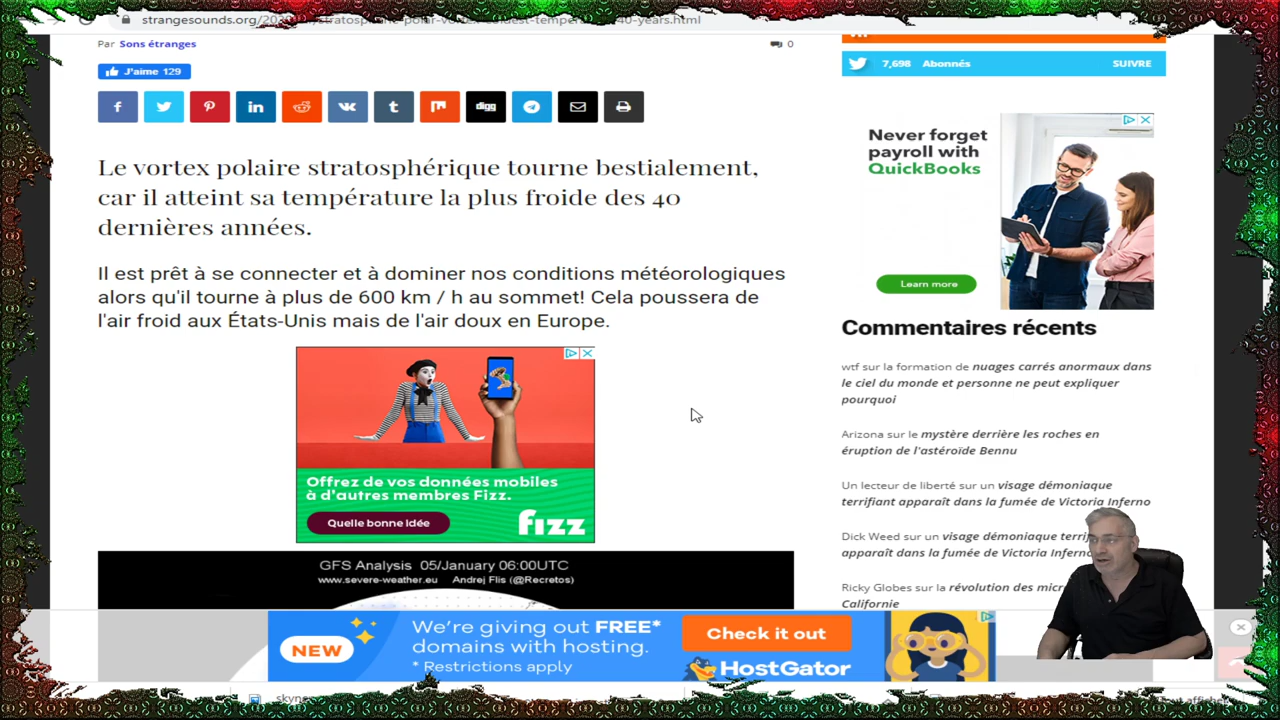 strangesounds.org/20
40-years.html
Par Sons étranges
0
J'aime 129
7,698 Abonnés
SUIVRE
digg
Le vortex polaire stratosphérique tourne bestialement,
car il atteint sa température la plus froide des 40
dernières années.
Il est prêt à se connecter et à dominer nos conditions météorologiques
alors qu'il tourne à plus de 600 km / h au sommet! Cela poussera de
l'air froid aux États-Unis mais de l'air doux en Europe.
Never forget
payroll with
QuickBooks
Learn more
Commentaires récents
wtf sur la formation de nuages carrés anormaux dans
le ciel du monde et personne ne peut expliquer
pourquoi
Arizona sur le mystère derrière les roches en
éruption de l'astéroïde Bennu
Un lecteur de liberté sur un visage démoniaque
terrifiant apparaît dans la fumée de Victoria Inferno
Dick Weed sur un visage démoniaque
apparaît dans la fumée de Victoria
Ricky Globes sur la révolution des
Californie
Offrez de vos données mobiles
à d'autres membres Fizz.
Quelle bonne idée
fizz
GFS Analysis 05/January 06:00UTC
www.severe-weather.eu Andrej Flis (@Recretos)
NEW
We're giving out FREE*
domains with hosting.
* Restrictions apply
Check it out
HostGator